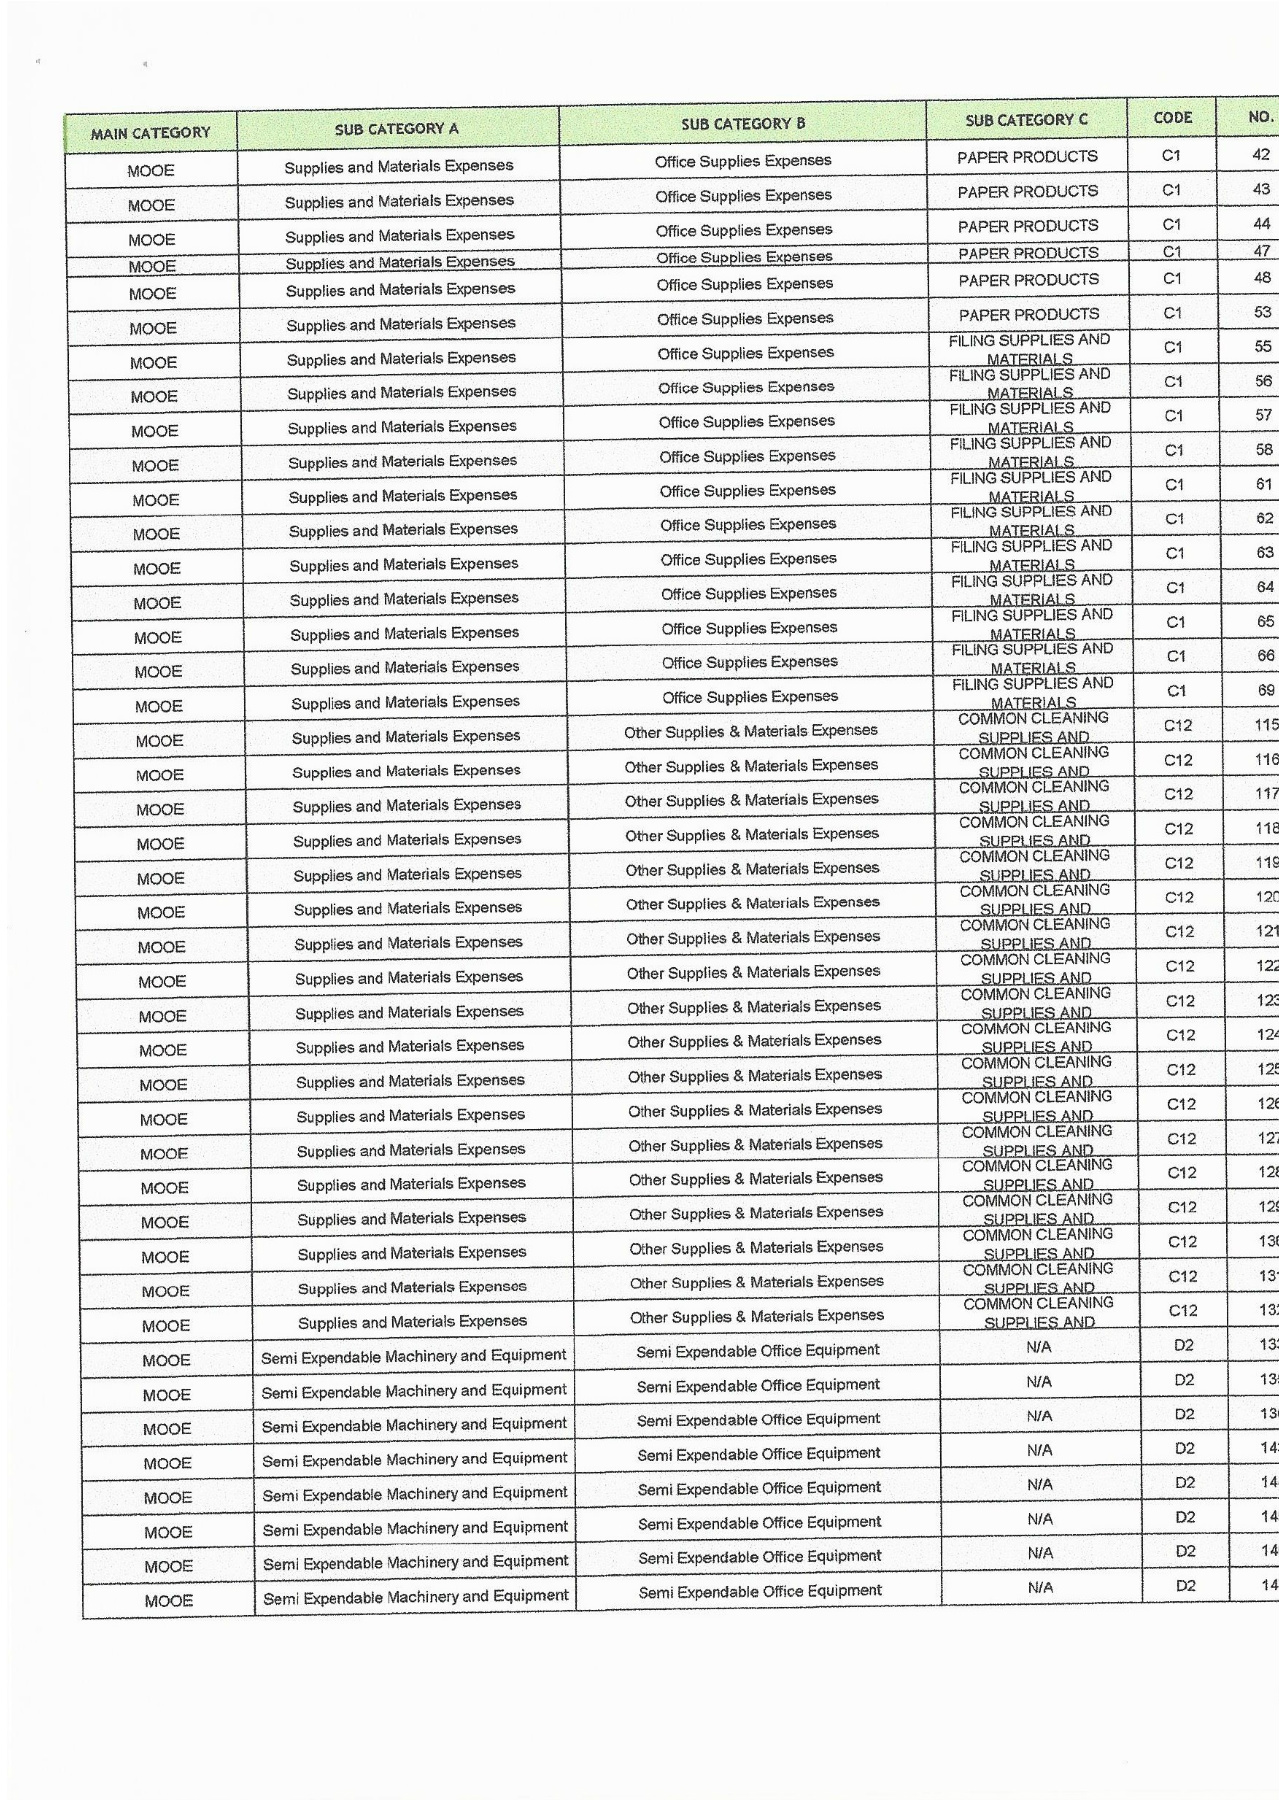 MAIN CATEGORY SUB CATEGORY A SUB CATEGORY B SUB CATEGORY C CODE NO.
MOOE Supplies and Materials Expenses Office Supplies Expenses PAPER PRODUCTS C1 42
MOOE Supplies and Materials Expenses Office Supplies Expenses PAPER PRODUCTS C1 43
MOOE Supplies and Materials Expenses Office Supplies Expenses PAPER PRODUCTS C1 44
MOOE Supplies and Materials Expenses Office Supplies Expenses PAPER PRODUCTS C1 47
MOOE Supplies and Materials Expenses Office Supplies Expenses PAPER PRODUCTS C1 48
MOOE Supplies and Materials Expenses Office Supplies Expenses PAPER PRODUCTS C1 53
MOOE Supplies and Materials Expenses Office Supplies Expenses FILING SUPPLIES AND MATERIALS C1 55
MOOE Supplies and Materials Expenses Office Supplies Expenses FILING SUPPLIES AND MATERIALS C1 56
MOOE Supplies and Materials Expenses Office Supplies Expenses FILING SUPPLIES AND MATERIALS C1 57
MOOE Supplies and Materials Expenses Office Supplies Expenses FILING SUPPLIES AND MATERIALS C1 58
MOOE Supplies and Materials Expenses Office Supplies Expenses FILING SUPPLIES AND MATERIALS C1 61
MOOE Supplies and Materials Expenses Office Supplies Expenses FILING SUPPLIES AND MATERIALS C1 62
MOOE Supplies and Materials Expenses Office Supplies Expenses FILING SUPPLIES AND MATERIALS C1 63
MOOE Supplies and Materials Expenses Office Supplies Expenses FILING SUPPLIES AND MATERIALS C1 64
MOOE Supplies and Materials Expenses Office Supplies Expenses FILING SUPPLIES AND MATERIALS C1 65
MOOE Supplies and Materials Expenses Office Supplies Expenses FILING SUPPLIES AND MATERIALS C1 66
MOOE Supplies and Materials Expenses Office Supplies Expenses FILING SUPPLIES AND MATERIALS C1 69
MOOE Supplies and Materials Expenses Other Supplies & Materials Expenses COMMON CLEANING SUPPLIES AND C12 115
MOOE Supplies and Materials Expenses Other Supplies & Materials Expenses COMMON CLEANING SUPPLIES AND C12 116
MOOE Supplies and Materials Expenses Other Supplies & Materials Expenses COMMON CLEANING SUPPLIES AND C12 117
MOOE Supplies and Materials Expenses Other Supplies & Materials Expenses COMMON CLEANING SUPPLIES AND C12 118
MOOE Supplies and Materials Expenses Other Supplies & Materials Expenses COMMON CLEANING SUPPLIES AND C12 119
MOOE Supplies and Materials Expenses Other Supplies & Materials Expenses COMMON CLEANING SUPPLIES AND C12 120
MOOE Supplies and Materials Expenses Other Supplies & Materials Expenses COMMON CLEANING SUPPLIES AND C12 121
MOOE Supplies and Materials Expenses Other Supplies & Materials Expenses COMMON CLEANING SUPPLIES AND C12 122
MOOE Supplies and Materials Expenses Other Supplies & Materials Expenses COMMON CLEANING SUPPLIES AND C12 123
MOOE Supplies and Materials Expenses Other Supplies & Materials Expenses COMMON CLEANING SUPPLIES AND C12 124
MOOE Supplies and Materials Expenses Other Supplies & Materials Expenses COMMON CLEANING SUPPLIES AND C12 125
MOOE Supplies and Materials Expenses Other Supplies & Materials Expenses COMMON CLEANING SUPPLIES AND C12 126
MOOE Supplies and Materials Expenses Other Supplies & Materials Expenses COMMON CLEANING SUPPLIES AND C12 127
MOOE Supplies and Materials Expenses Other Supplies & Materials Expenses COMMON CLEANING SUPPLIES AND C12 128
MOOE Supplies and Materials Expenses Other Supplies & Materials Expenses COMMON CLEANING SUPPLIES AND C12 129
MOOE Supplies and Materials Expenses Other Supplies & Materials Expenses COMMON CLEANING SUPPLIES AND C12 130
MOOE Supplies and Materials Expenses Other Supplies & Materials Expenses COMMON CLEANING SUPPLIES AND C12 131
MOOE Supplies and Materials Expenses Other Supplies & Materials Expenses COMMON CLEANING SUPPLIES AND C12 132
MOOE Semi Expendable Machinery and Equipment Semi Expendable Office Equipment N/A D2
MOOE Semi Expendable Machinery and Equipment Semi Expendable Office Equipment N/A D2
MOOE Semi Expendable Machinery and Equipment Semi Expendable Office Equipment N/A D2
MOOE Semi Expendable Machinery and Equipment Semi Expendable Office Equipment N/A D2
MOOE Semi Expendable Machinery and Equipment Semi Expendable Office Equipment N/A D2 14
MOOE Semi Expendable Machinery and Equipment Semi Expendable Office Equipment N/A D2 14
MOOE Semi Expendable Machinery and Equipment Semi Expendable Office Equipment N/A D2 14
MOOE Semi Expendable Machinery and Equipment Semi Expendable Office Equipment N/A D2 14